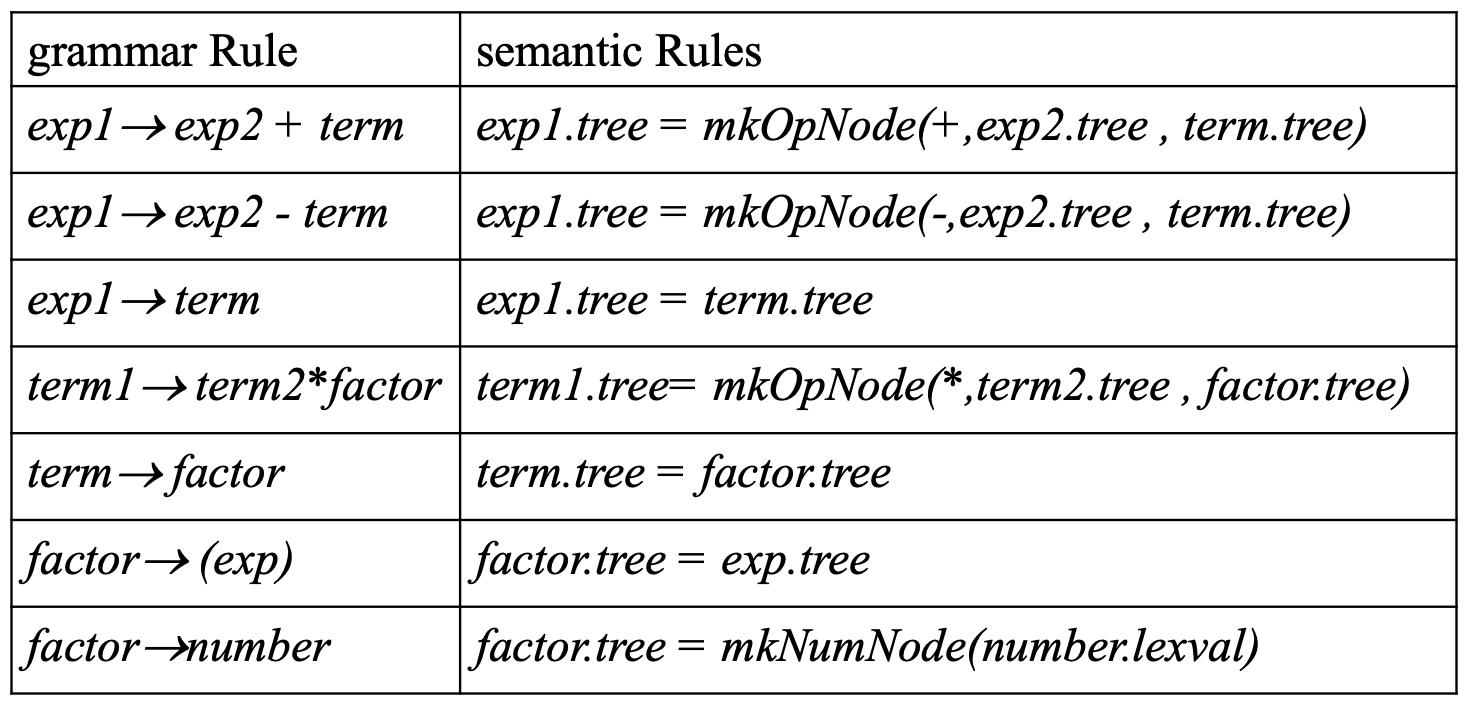 grammar Rule semantic Rules
exp1→exp2 + term exp1.tree = mkOpNode(+,exp2.tree , term.tree)
exp1→exp2 - term exp1.tree = mkOpNode(-,exp2.tree , term.tree)
exp1→term exp1.tree = term.tree
term1→term2*factor term1.tree= mkOpNode(*,term2.tree , factor.tree)
term→factor term.tree = factor.tree
factor→(exp) factor.tree = exp.tree
factor→number factor.tree = mkNumNode(number.lexval)